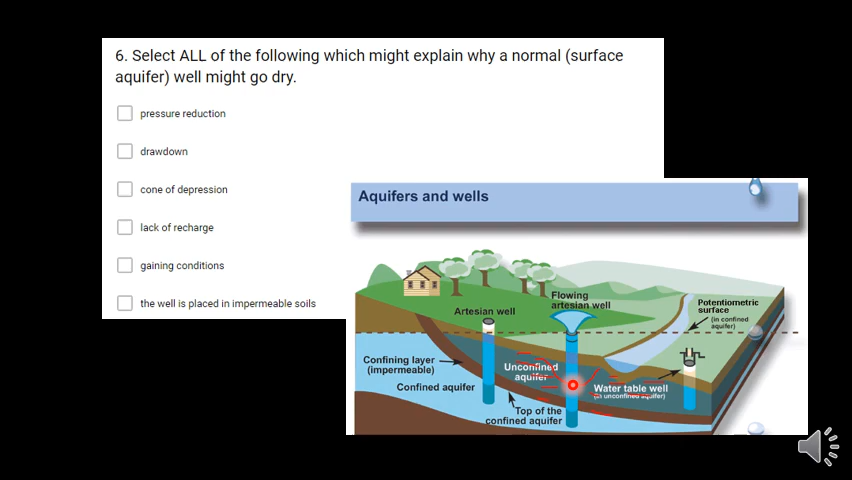 6. Select ALL of the following which might explain why a normal (surface
aquifer) well might go dry.
pressure reduction
drawdown
cone of depression
lack of recharge
gaining conditions
the well is placed in impermeable soils
Aquifers and wells
Flowing
artesian well
Artesian well
Potentiometric
surface
(in confined
aquifer)
Confining layer
(impermeable)
Unconfined
aquifer
Confined aquifer
Water table well
(in unconfined aquifer)
Top of the
confined aquifer